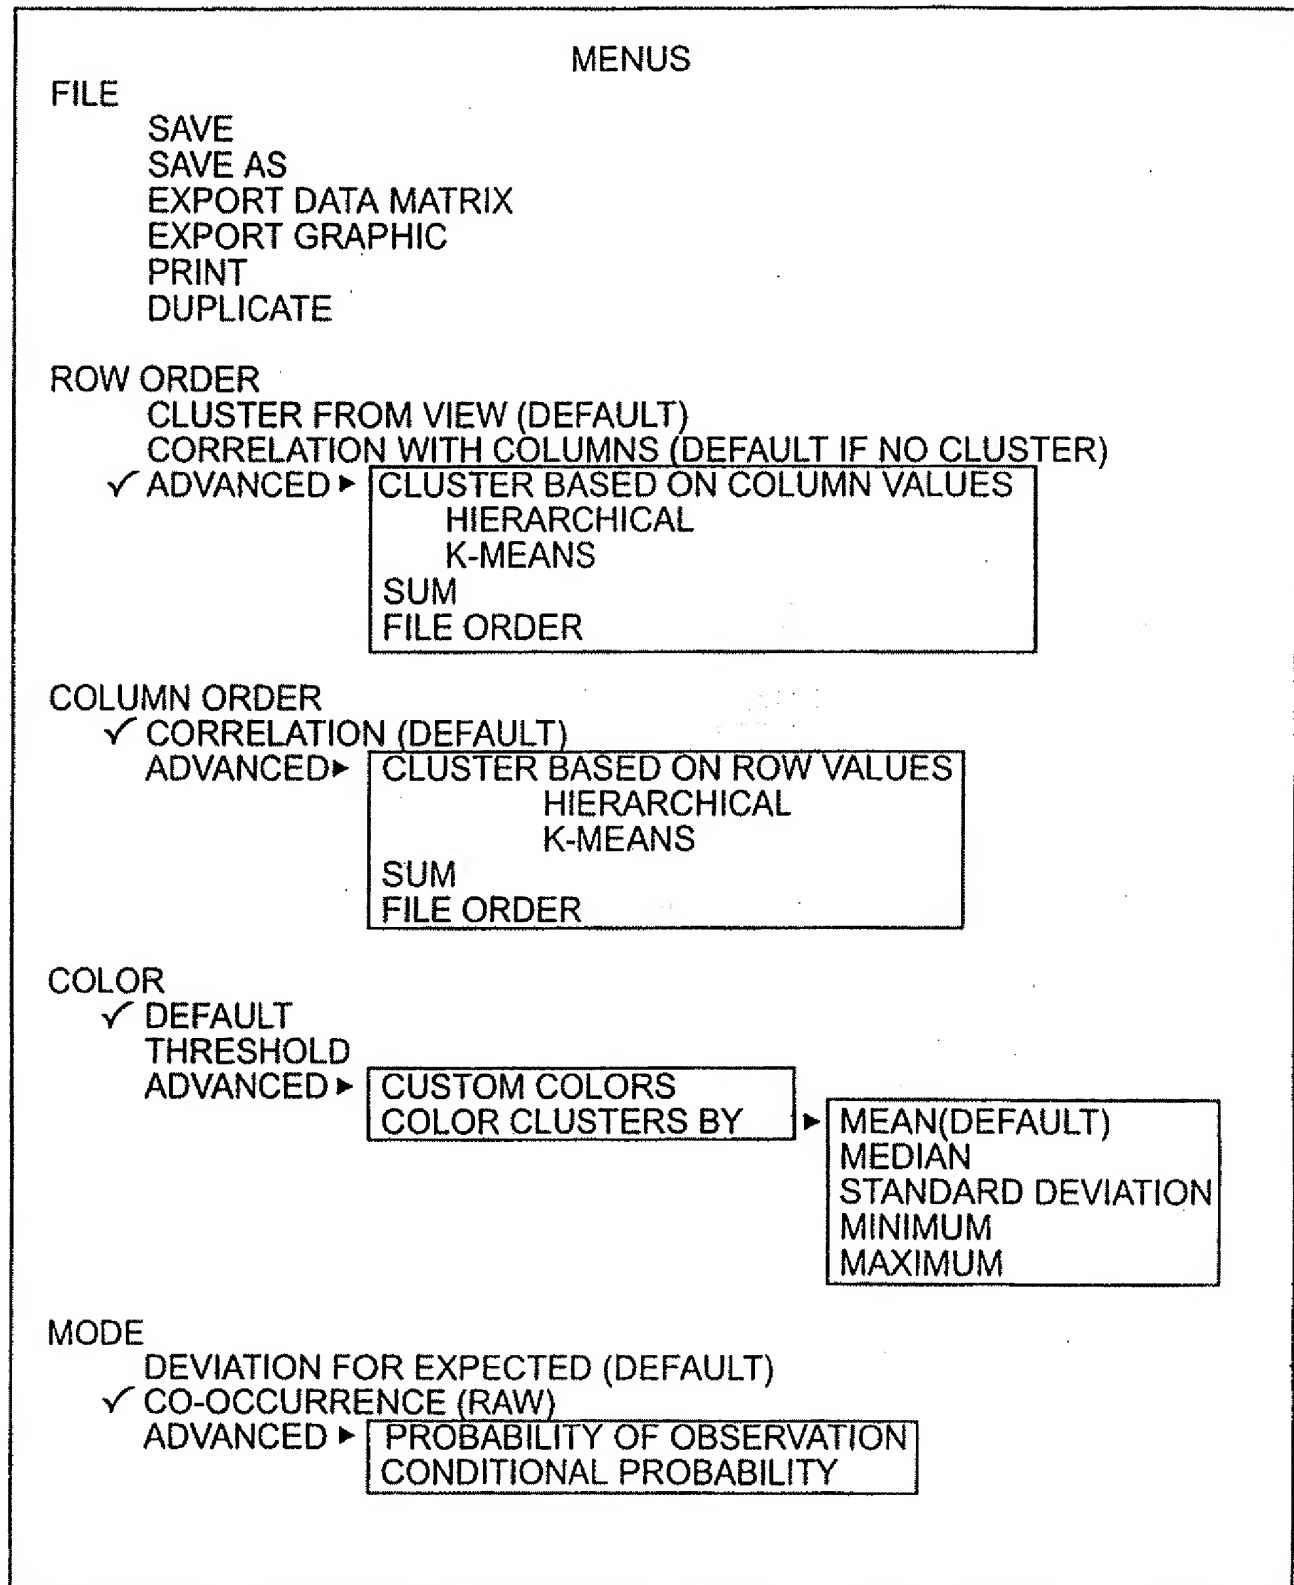 MENUS
FILE
SAVE
SAVE AS
EXPORT DATA MATRIX
EXPORT GRAPHIC
PRINT
DUPLICATE
ROW ORDER
CLUSTER FROM VIEW (DEFAULT)
CORRELATION WITH COLUMNS (DEFAULT IF NO CLUSTER)
✓ ADVANCED ► CLUSTER BASED ON COLUMN VALUES
HIERARCHICAL
K-MEANS
SUM
FILE ORDER
COLUMN ORDER
✓ CORRELATION (DEFAULT)
ADVANCED► CLUSTER BASED ON ROW VALUES
HIERARCHICAL
K-MEANS
SUM
FILE ORDER
COLOR
✓ DEFAULT
THRESHOLD
ADVANCED ► CUSTOM COLORS
COLOR CLUSTERS BY ► MEAN(DEFAULT)
MEDIAN
STANDARD DEVIATION
MINIMUM
MAXIMUM
MODE
DEVIATION FOR EXPECTED (DEFAULT)
✓ CO-OCCURRENCE (RAW)
ADVANCED ► PROBABILITY OF OBSERVATION
CONDITIONAL PROBABILITY